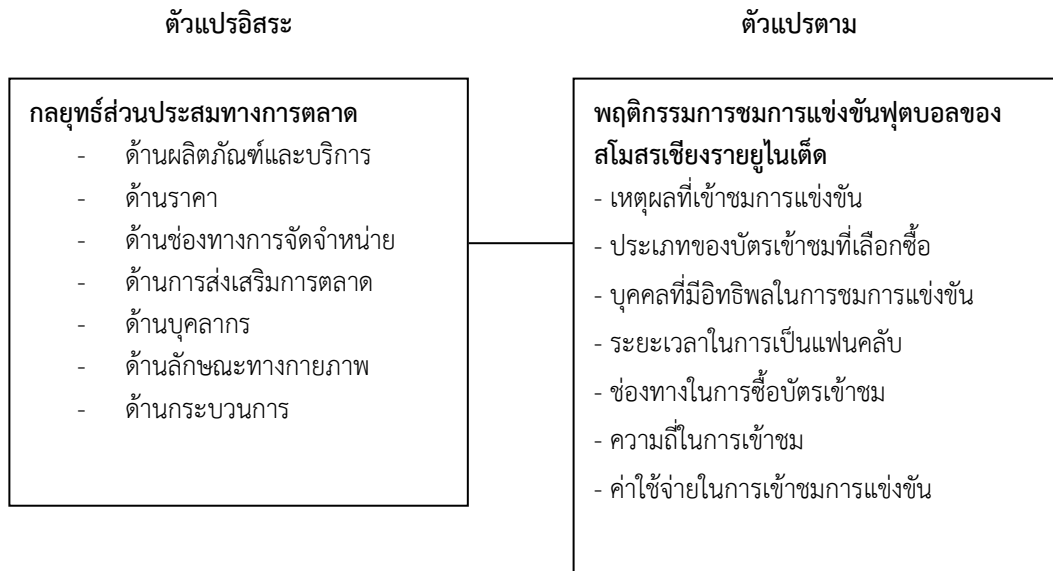 ตัวแปรอิสระ
ตัวแปรตาม
กลยุทธ์ส่วนประสมทางการตลาด
- ด้านผลิตภัณฑ์และบริการ
- ด้านราคา
- ด้านช่องทางการจัดจำหน่าย
- ด้านการส่งเสริมการตลาด
- ด้านบุคลากร
- ด้านลักษณะทางกายภาพ
- ด้านกระบวนการ
พฤติกรรมการชมการแข่งขันฟุตบอลของ
สโมสรเชียงรายยูไนเต็ด
- เหตุผลที่เข้าชมการแข่งขัน
- ประเภทของบัตรเข้าชมที่เลือกซื้อ
- บุคคลที่มีอิทธิพลในการชมการแข่งขัน
- ระยะเวลาในการเป็นแฟนคลับ
- ช่องทางในการซื้อบัตรเข้าชม
- ความถี่ในการเข้าชม
- ค่าใช้จ่ายในการเข้าชมการแข่งขัน